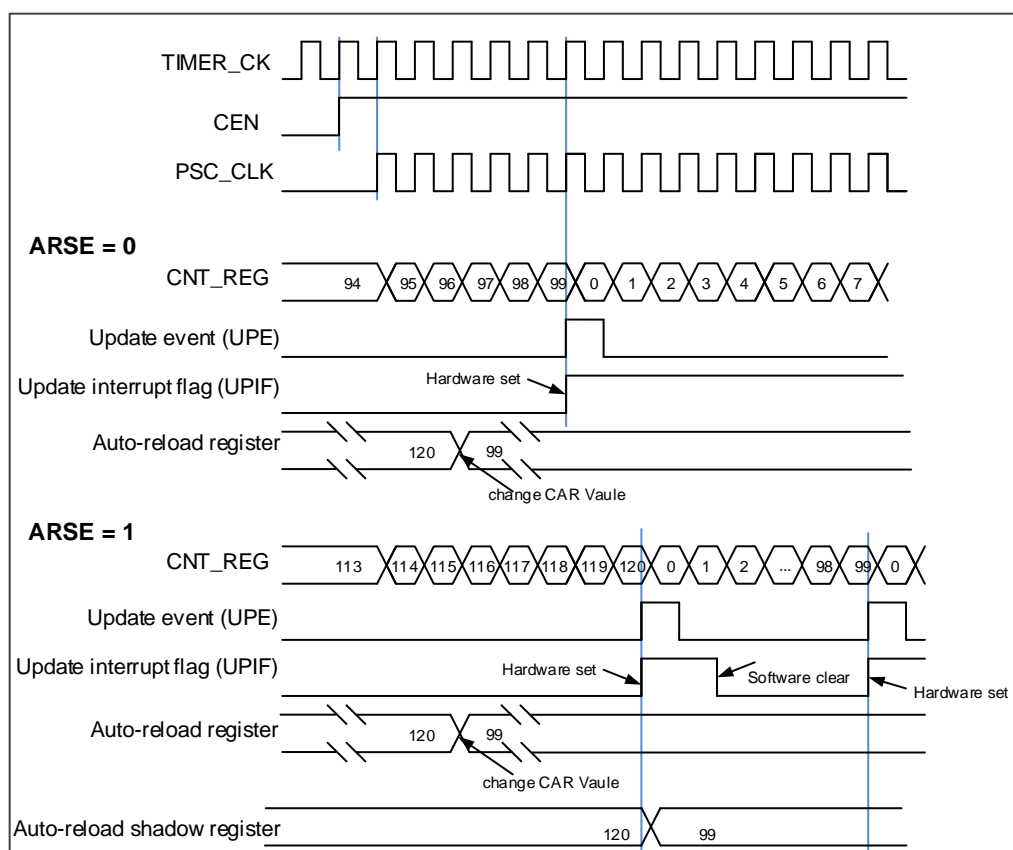 TIMER_CK
CEN
PSC_CLK
ARSE = 0
CNT_REG 94 95 96 97 98 99 0 1 2 3 4 5 6 7
Update event (UPE)
Update interrupt flag (UPIF) Hardware set
Auto-reload register 120 99
change CAR Vaule
ARSE = 1
CNT_REG 113 114 115 116 117 118 119 120 0 1 2 ... 98 99 0
Update event (UPE)
Update interrupt flag (UPIF) Hardware set Software clear Hardware set
Auto-reload register 120 99
change CAR Vaule
Auto-reload shadow register 120 99